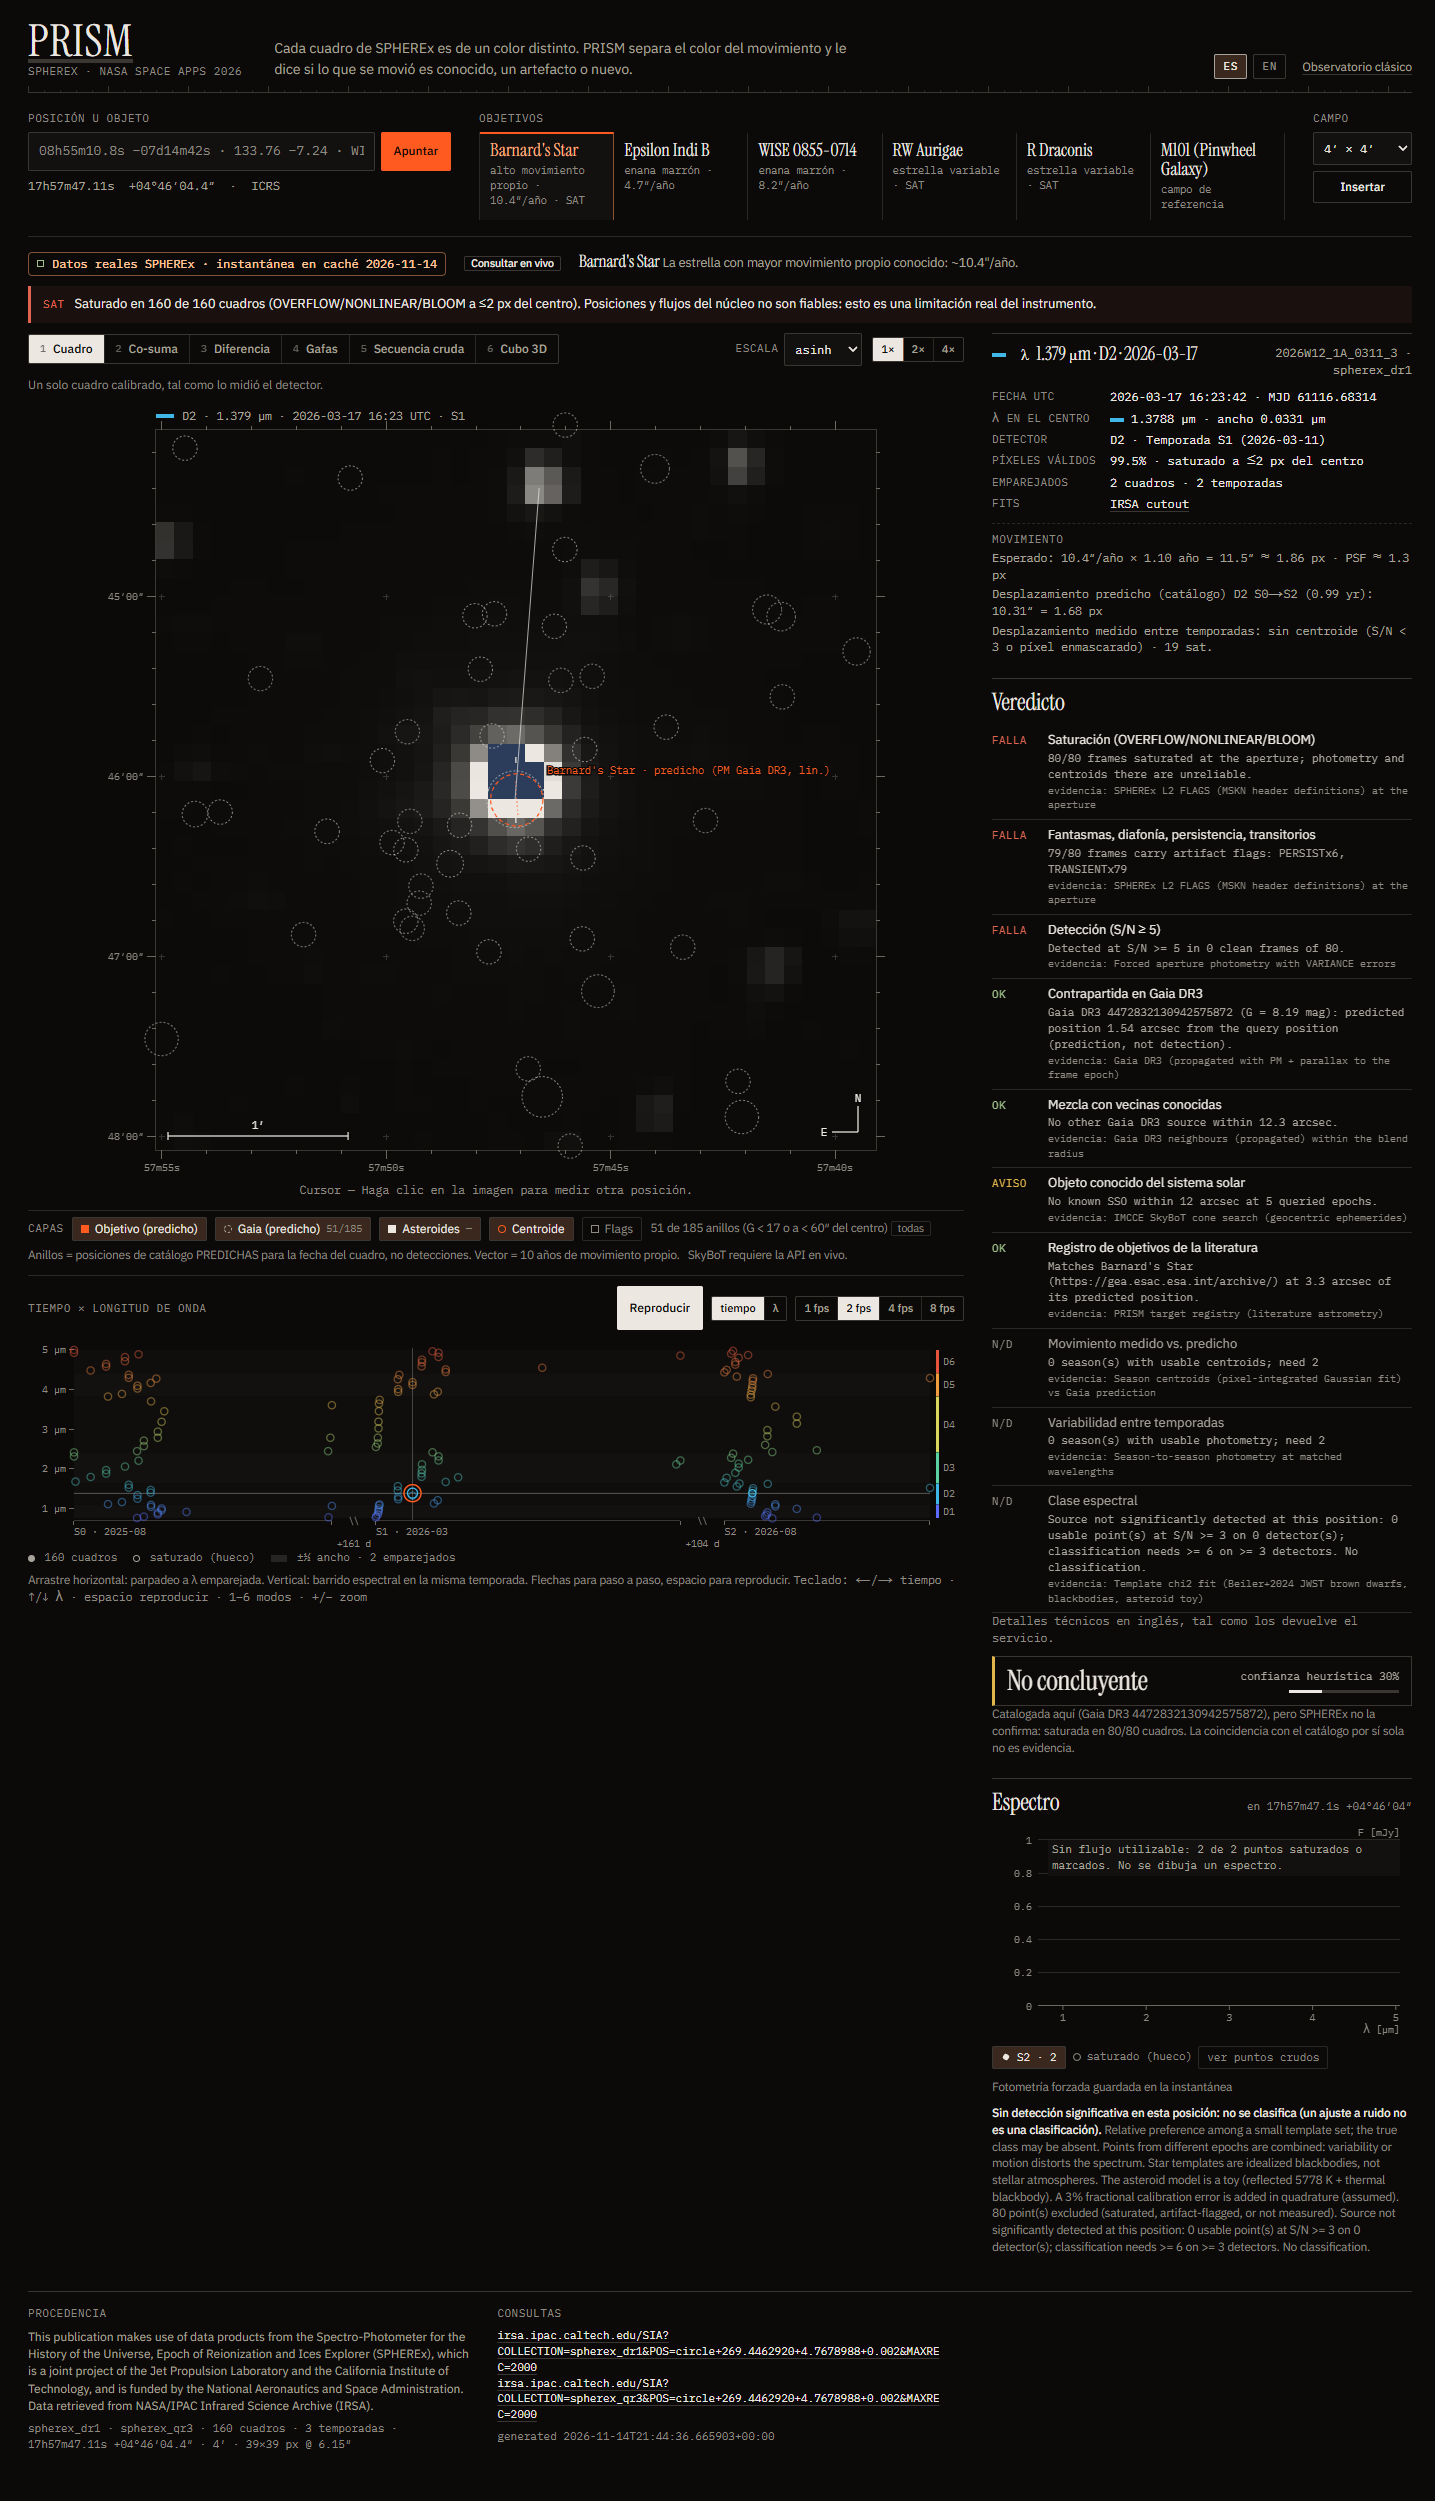 PRISM
SPHEREX · NASA SPACE APPS 2026
Cada cuadro de SPHEREx es de un color distinto. PRISM separa el color del movimiento y le
dice si lo que se movió es conocido, un artefacto o nuevo.
ES
EN
Observatorio clásico
POSICIÓN U OBJETO
08h55m10.8s −07d14m42s · 133.76 −7.24 · WI
Apuntar
17h57m47.11s +04°46′04.4″ · ICRS
OBJETIVOS
Barnard's Star
alto movimiento
propio ·
10.4″/año · SAT
Epsilon Indi B
enana marrón ·
4.7″/año
WISE 0855-0714
enana marrón ·
8.2″/año
RW Aurigae
estrella variable
· SAT
R Draconis
estrella variable
· SAT
M101 (Pinwheel
Galaxy)
campo de
referencia
CAMPO
4′ × 4′
Insertar
Datos reales SPHEREx · instantánea en caché 2026-11-14
Consultar en vivo
Barnard's Star La estrella con mayor movimiento propio conocido: ~10.4"/año.
SAT Saturado en 160 de 160 cuadros (OVERFLOW/NONLINEAR/BLOOM a ≤2 px del centro). Posiciones y flujos del núcleo no son fiables: esto es una limitación real del instrumento.
1 Cuadro
2 Co-suma
3 Diferencia
4 Gafas
5 Secuencia cruda
6 Cubo 3D
ESCALA
asinh
1×
2×
4×
Un solo cuadro calibrado, tal como lo midió el detector.
D2 · 1.379 µm · 2026-03-17 16:23 UTC · S1
45′00″
46′00″
47′00″
48′00″
Barnard's Star · predicho (PM Gaia DR3, lin.)
1′
N
E
57m55s
57m50s
57m45s
57m40s
Cursor — Haga clic en la imagen para medir otra posición.
CAPAS
Objetivo (predicho)
Gaia (predicho) 51/185
Asteroides —
Centroide
Flags
51 de 185 anillos (G < 17 o a < 60″ del centro)
todas
Anillos = posiciones de catálogo PREDICHAS para la fecha del cuadro, no detecciones. Vector = 10 años de movimiento propio. SkyBoT requiere la API en vivo.
TIEMPO × LONGITUD DE ONDA
Reproducir
tiempo
λ
1 fps
2 fps
4 fps
8 fps
5 µm
4 µm
3 µm
2 µm
1 µm
D6
D5
D4
D3
D2
D1
S0 · 2025-08
+161 d
S1 · 2026-03
+104 d
S2 · 2026-08
160 cuadros
saturado (hueco)
±½ ancho · 2 emparejados
Arrastre horizontal: parpadeo a λ emparejada. Vertical: barrido espectral en la misma temporada. Flechas para paso a paso, espacio para reproducir. Teclado: ←/→ tiempo ·
↑/↓ λ · espacio reproducir · 1–6 modos · +/− zoom
λ 1.379 µm · D2 · 2026-03-17
2026W12_1A_0311_3 ·
spherex_dr1
FECHA UTC
2026-03-17 16:23:42 · MJD 61116.68314
λ EN EL CENTRO
1.3788 µm · ancho 0.0331 µm
DETECTOR
D2 · Temporada S1 (2026-03-11)
PÍXELES VÁLIDOS
99.5% · saturado a ≤2 px del centro
EMPAREJADOS
2 cuadros · 2 temporadas
FITS
IRSA cutout
MOVIMIENTO
Esperado: 10.4″/año × 1.10 año = 11.5″ ≈ 1.86 px · PSF ≈ 1.3
px
Desplazamiento predicho (catálogo) D2 S0→S2 (0.99 yr):
10.31″ = 1.68 px
Desplazamiento medido entre temporadas: sin centroide (S/N <
3 o píxel enmascarado) · 19 sat.
Veredicto
FALLA
Saturación (OVERFLOW/NONLINEAR/BLOOM)
80/80 frames saturated at the aperture; photometry and
centroids there are unreliable.
evidencia: SPHEREx L2 FLAGS (MSKN header definitions) at the
aperture
FALLA
Fantasmas, diafonía, persistencia, transitorios
79/80 frames carry artifact flags: PERSISTx6,
TRANSIENTx79
evidencia: SPHEREx L2 FLAGS (MSKN header definitions) at the
aperture
FALLA
Detección (S/N ≥ 5)
Detected at S/N >= 5 in 0 clean frames of 80.
evidencia: Forced aperture photometry with VARIANCE errors
OK
Contrapartida en Gaia DR3
Gaia DR3 4472832130942575872 (G = 8.19 mag): predicted
position 1.54 arcsec from the query position
(prediction, not detection).
evidencia: Gaia DR3 (propagated with PM + parallax to the
frame epoch)
OK
Mezcla con vecinas conocidas
No other Gaia DR3 source within 12.3 arcsec.
evidencia: Gaia DR3 neighbours (propagated) within the blend
radius
AVISO
Objeto conocido del sistema solar
No known SSO within 12 arcsec at 5 queried epochs.
evidencia: IMCCE SkyBoT cone search (geocentric ephemerides)
OK
Registro de objetivos de la literatura
Matches Barnard's Star
(https://gea.esac.esa.int/archive/) at 3.3 arcsec of
its predicted position.
evidencia: PRISM target registry (literature astrometry)
N/D
Movimiento medido vs. predicho
0 season(s) with usable centroids; need 2
evidencia: Season centroids (pixel-integrated Gaussian fit)
vs Gaia prediction
N/D
Variabilidad entre temporadas
0 season(s) with usable photometry; need 2
evidencia: Season-to-season photometry at matched
wavelengths
N/D
Clase espectral
Source not significantly detected at this position: 0
usable point(s) at S/N >= 3 on 0 detector(s);
classification needs >= 6 on >= 3 detectors. No
classification.
evidencia: Template chi2 fit (Beiler+2024 JWST brown dwarfs,
blackbodies, asteroid toy)
Detalles técnicos en inglés, tal como los devuelve el
servicio.
No concluyente
confianza heurística 30%
Catalogada aquí (Gaia DR3 4472832130942575872), pero SPHEREx no la
confirma: saturada en 80/80 cuadros. La coincidencia con el catálogo por sí sola
no es evidencia.
Espectro
en 17h57m47.1s +04°46′04″
F [mJy]
Sin flujo utilizable: 2 de 2 puntos saturados o
marcados. No se dibuja un espectro.
1
0.8
0.6
0.4
0.2
0
1
2
3
4
5
λ [µm]
S2 · 2
saturado (hueco)
ver puntos crudos
Fotometría forzada guardada en la instantánea
Sin detección significativa en esta posición: no se clasifica (un ajuste a ruido no
es una clasificación). Relative preference among a small template set; the true
class may be absent. Points from different epochs are combined: variability or
motion distorts the spectrum. Star templates are idealized blackbodies, not
stellar atmospheres. The asteroid model is a toy (reflected 5778 K + thermal
blackbody). A 3% fractional calibration error is added in quadrature (assumed).
80 point(s) excluded (saturated, artifact-flagged, or not measured). Source not
significantly detected at this position: 0 usable point(s) at S/N >= 3 on 0
detector(s); classification needs >= 6 on >= 3 detectors. No classification.
PROCEDENCIA
This publication makes use of data products from the Spectro-Photometer for the
History of the Universe, Epoch of Reionization and Ices Explorer (SPHEREx), which
is a joint project of the Jet Propulsion Laboratory and the California Institute of
Technology, and is funded by the National Aeronautics and Space Administration.
Data retrieved from NASA/IPAC Infrared Science Archive (IRSA).
spherex_dr1 · spherex_qr3 · 160 cuadros · 3 temporadas ·
17h57m47.11s +04°46′04.4″ · 4′ · 39×39 px @ 6.15″
CONSULTAS
irsa.ipac.caltech.edu/SIA?
COLLECTION=spherex_dr1&POS=circle+269.4462920+4.7678988+0.002&MAXRE
C=2000
irsa.ipac.caltech.edu/SIA?
COLLECTION=spherex_qr3&POS=circle+269.4462920+4.7678988+0.002&MAXRE
C=2000
generated 2026-11-14T21:44:36.665903+00:00